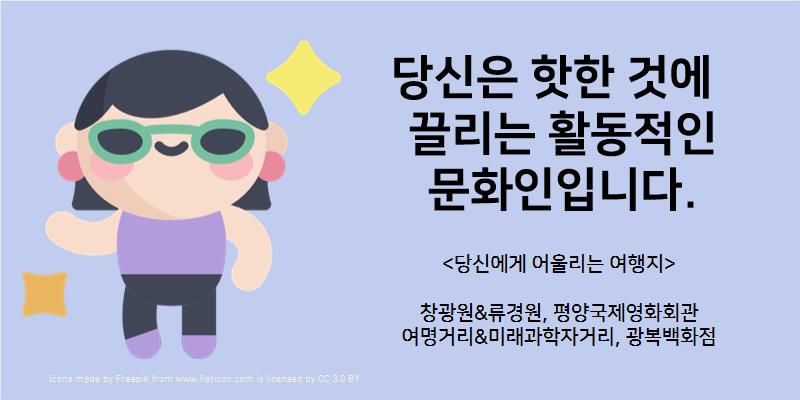 당신은 핫한 것에
끌리는 활동적인
문화인입니다.
<당신에게 어울리는 여행지>
창광원&류경원, 평양국제영화회관
여명거리&미래과학자거리, 광복백화점
Icons made by Freepik from www.flaticon.com is licensed by CC 3.0 BY